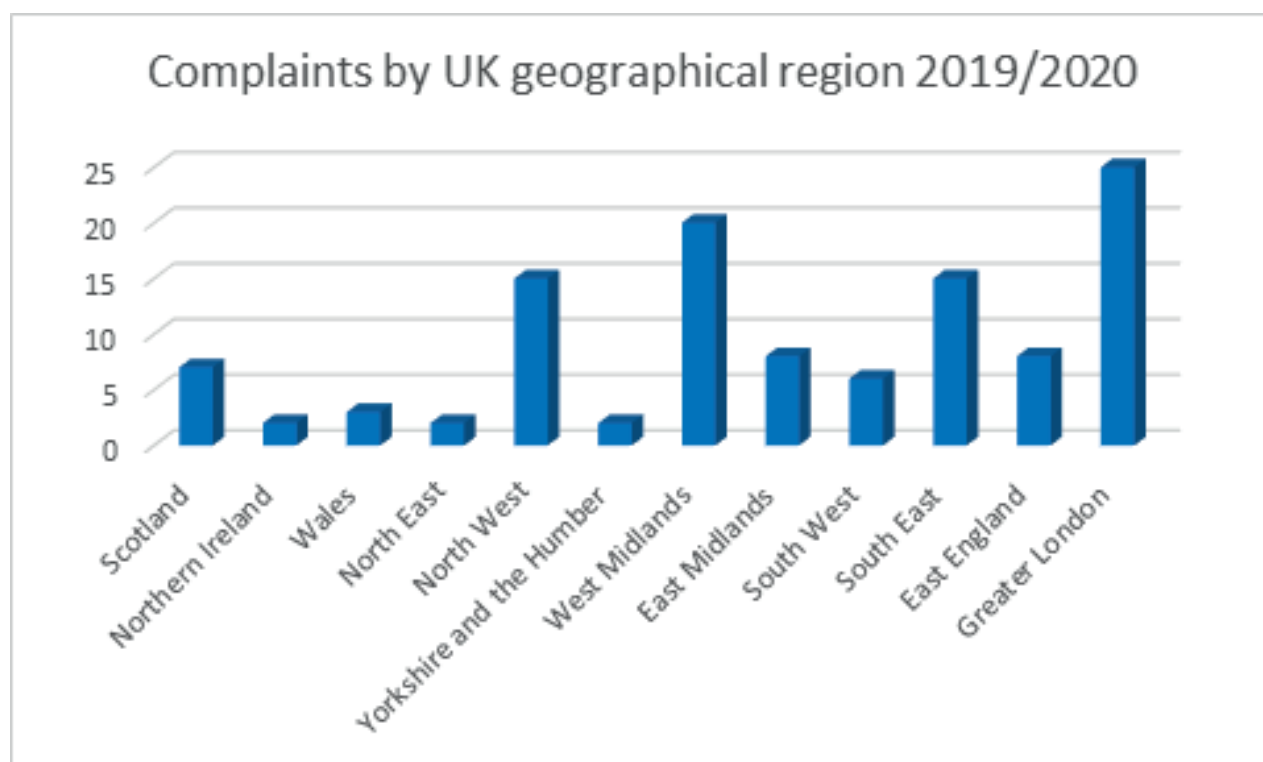 Complaints by UK geographical region 2019/2020
25
20
15
10
5
0
Scotland
Northern Ireland
Wales
North East
North West
Yorkshire and the Humber
West Midlands
East Midlands
South West
South East
East England
Greater London